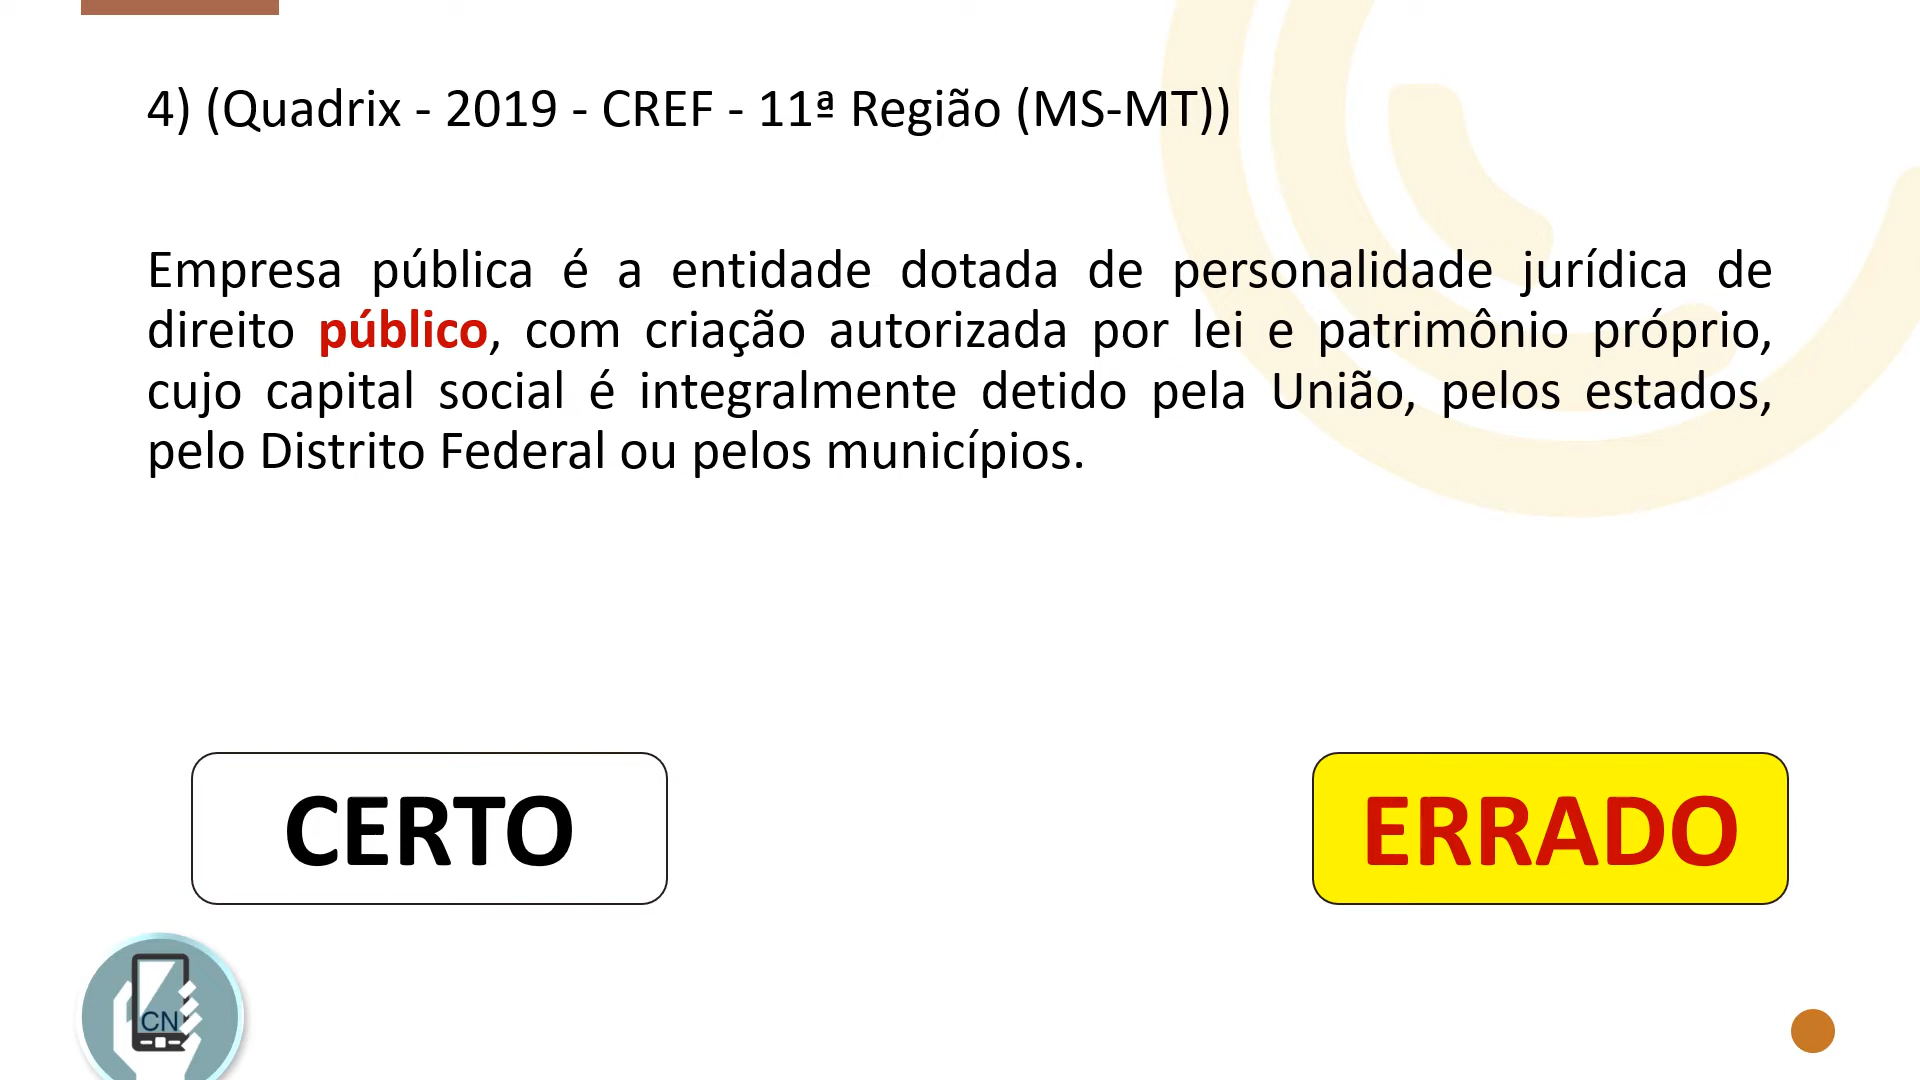 4) (Quadrix - 2019 - CREF - 11ª Região (MS-MT))
Empresa pública é a entidade dotada de personalidade jurídica de
direito público, com criação autorizada por lei e patrimônio próprio,
cujo capital social é integralmente detido pela União, pelos estados,
pelo Distrito Federal ou pelos municípios.
CERTO
ERRADO
CN